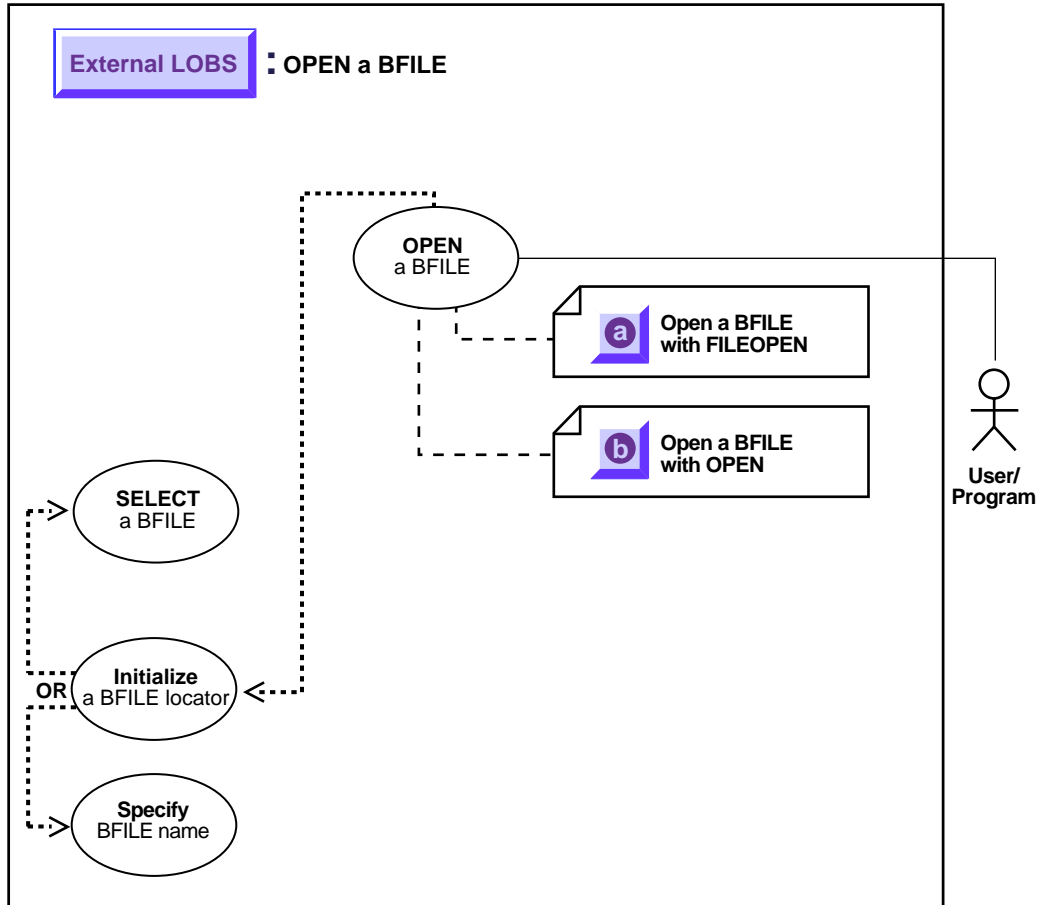 External LOBS : OPEN a BFILE
OPEN
a BFILE
a Open a BFILE
with FILEOPEN
b Open a BFILE
with OPEN
User/
Program
SELECT
a BFILE
Initialize
OR a BFILE locator
Specify
BFILE name